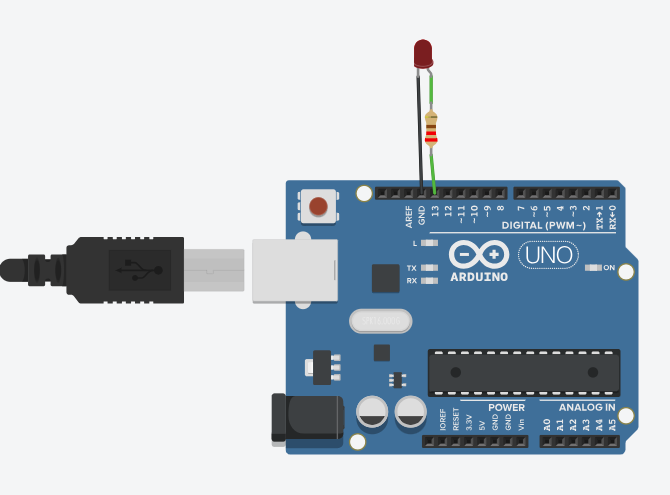 AREF
GND
13
12
~11
~10
~9
8
7
~6
~5
4
~3
2
TX→1
RX←0
DIGITAL (PWM~)
L
TX
RX
ARDUINO
UNO
ON
POWER
ANALOG IN
IOREF
RESET
3.3V
5V
GND
GND
Vin
A0
A1
A2
A3
A4
A5